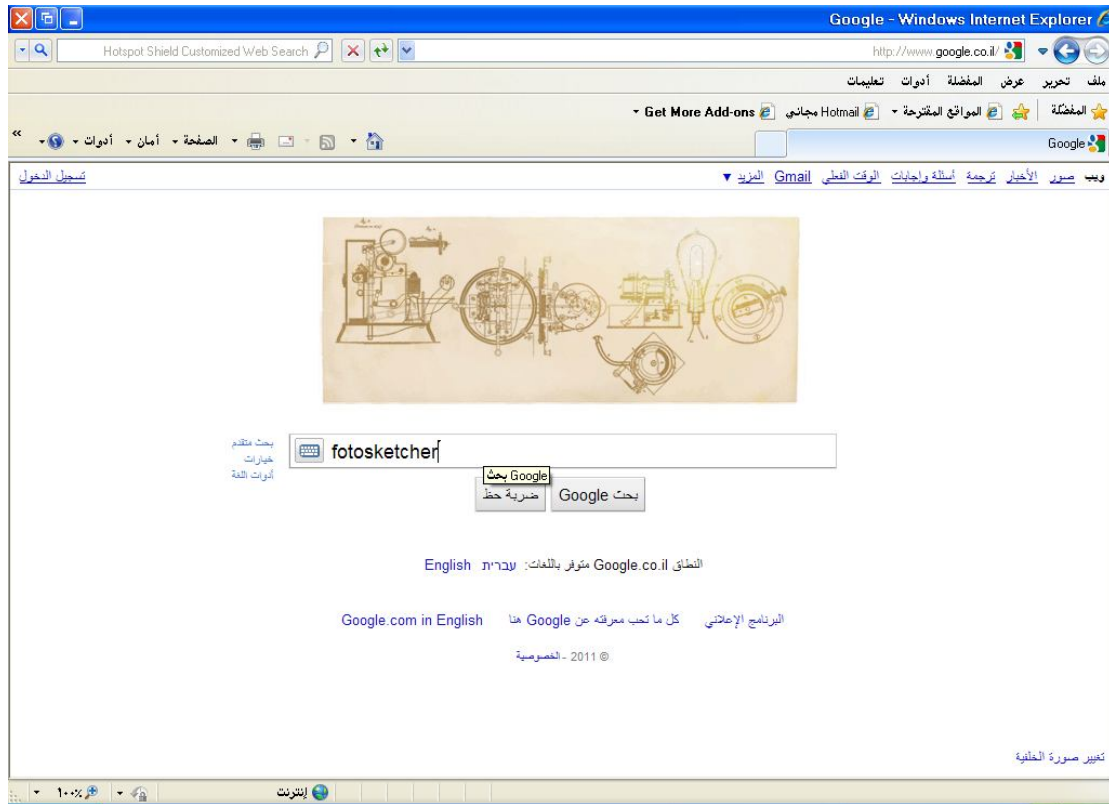 Google - Windows Internet Explorer
http://www.google.co.il/
Hotspot Shield Customized Web Search
ملف تحرير عرض المفضلة أدوات تعليمات
المفضلة المواقع المقترحة Hotmail مجاني Get More Add-ons
Google
الصفحة أمان أدوات »
ويب صور الأخبار ترجمة أسئلة وإجابات الوقت الفعلي Gmail المزيد ▼
تسجيل الدخول
fotosketcher
بحث متقدم
خيارات
أدوات اللغة
Google بحث
بحث Google ضربة حظ
النطاق Google.co.il متوفر باللغات: עברית English
البرنامج الإعلاني كل ما تحب معرفته عن Google هنا Google.com in English
© 2011 - الخصوصية
تغيير صورة الخلفية
إنترنت
١٠٠٪